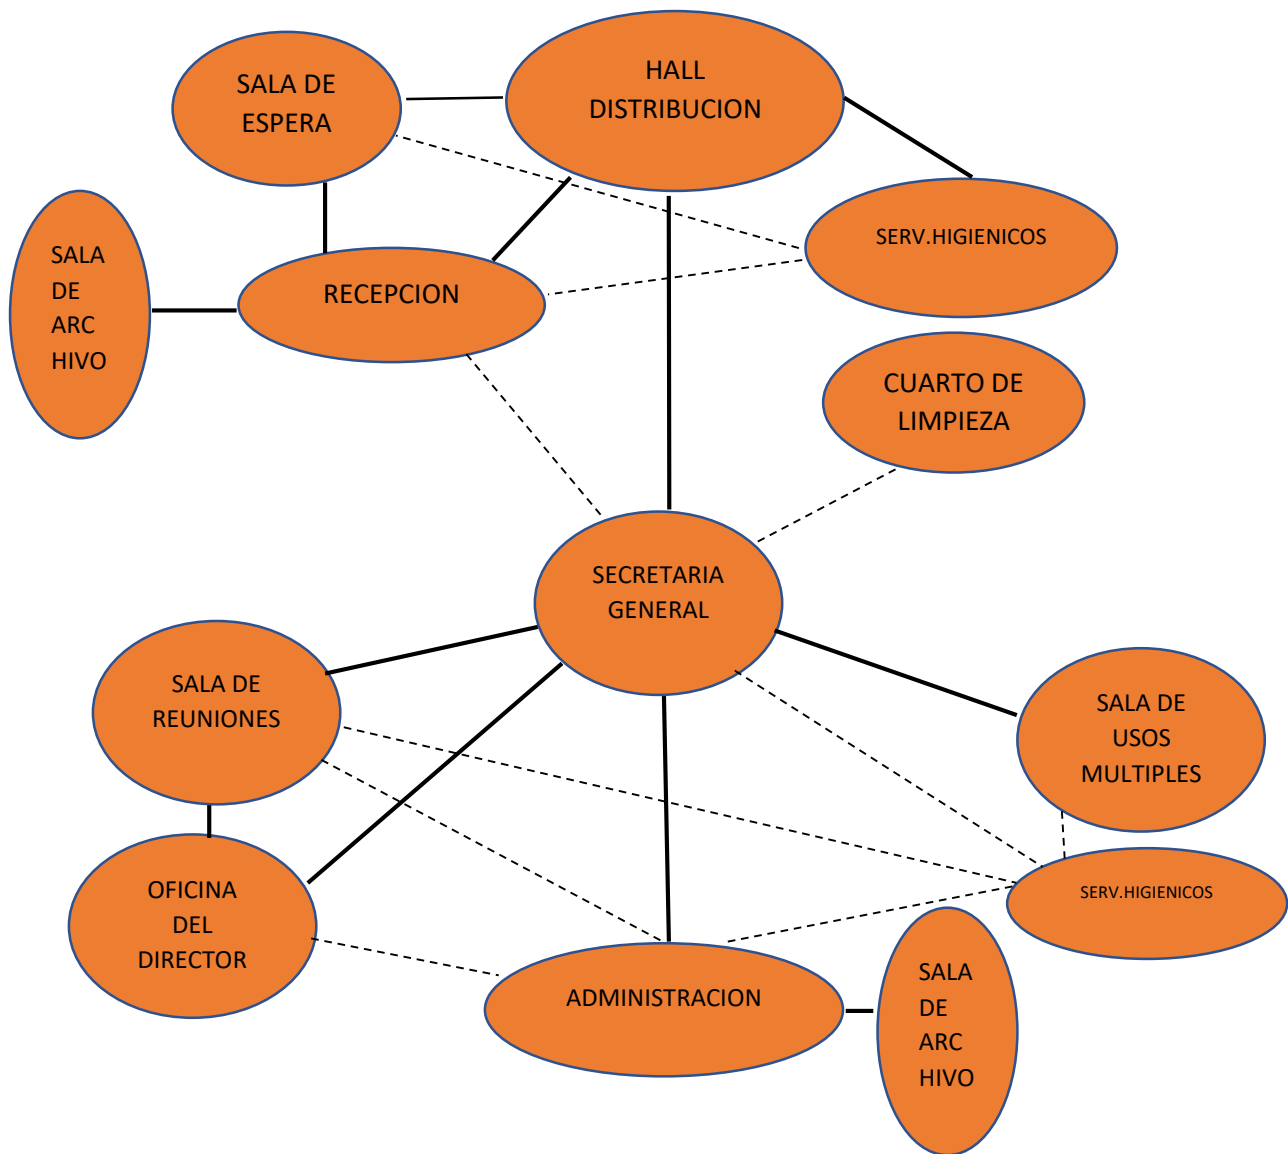 SALA DE
ESPERA
HALL
DISTRIBUCION
SERV.HIGIENICOS
SALA
DE
ARC
HIVO
RECEPCION
CUARTO DE
LIMPIEZA
SECRETARIA
GENERAL
SALA DE
REUNIONES
SALA DE
USOS
MULTIPLES
OFICINA
DEL
DIRECTOR
SERV.HIGIENICOS
ADMINISTRACION
SALA
DE
ARC
HIVO